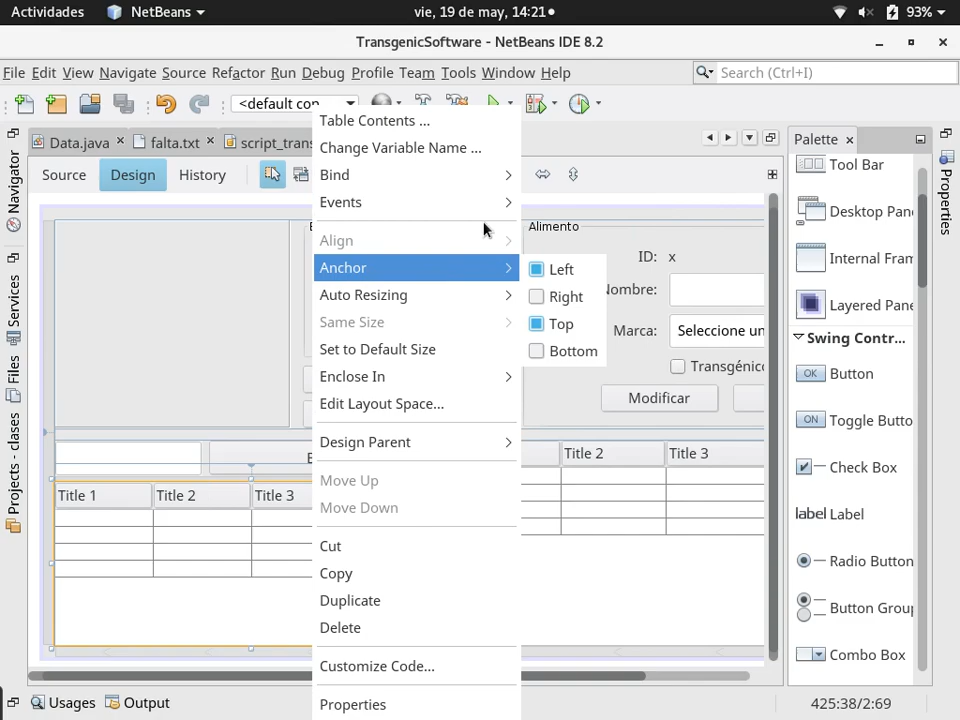 Actividades
NetBeans
vie, 19 de may, 14:21
93%
TransgenicSoftware - NetBeans IDE 8.2
File Edit View Navigate Source Refactor Run Debug Profile Team Tools Window Help
Search (Ctrl+I)
<default con
Data.java
falta.txt
script_trans
Source
Design
History
Palette
Tool Bar
Desktop Pane
Internal Fram
Layered Pane
Swing Contr...
Button
Toggle Butto
Check Box
Label
label
OK
ON
Radio Button
Button Group
Combo Box
Navigator
Services
Files
Projects - clases
Properties
Table Contents ...
Change Variable Name ...
Bind
Events
Align
Anchor
Auto Resizing
Same Size
Set to Default Size
Enclose In
Edit Layout Space...
Design Parent
Move Up
Move Down
Cut
Copy
Duplicate
Delete
Customize Code...
Properties
Left
Right
Top
Bottom
Alimento
ID: x
Nombre:
Marca:
Seleccione un
Transgénic
Modificar
Title 2
Title 3
Title 1
Title 2
Title 3
Usages
Output
425:38/2:69